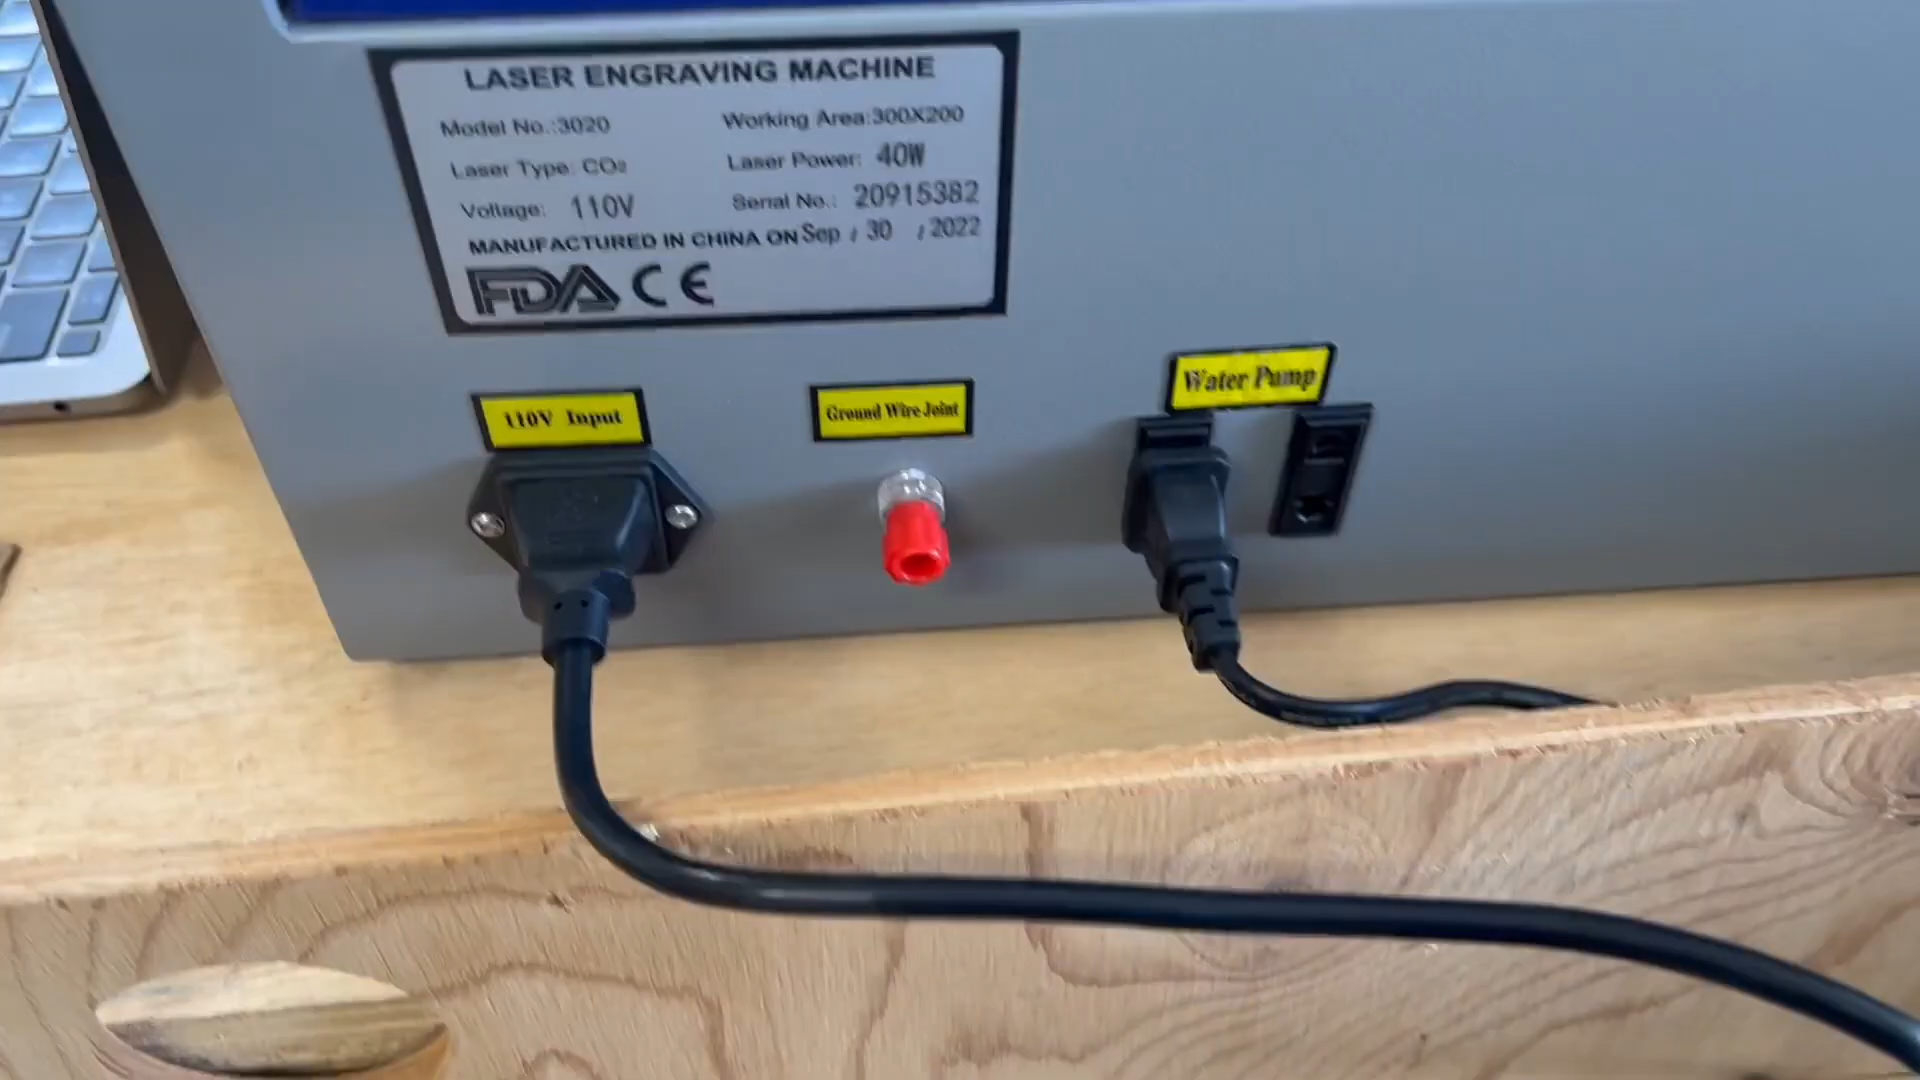 LASER ENGRAVING MACHINE
Model No.:3020 Working Area:300X200
Laser Type: CO₂ Laser Power: 40W
Voltage: 110V Serial No.: 20915382
MANUFACTURED IN CHINA ON Sep / 30 / 2022
FDA CE
110V Input
Ground Wire Joint
Water Pump